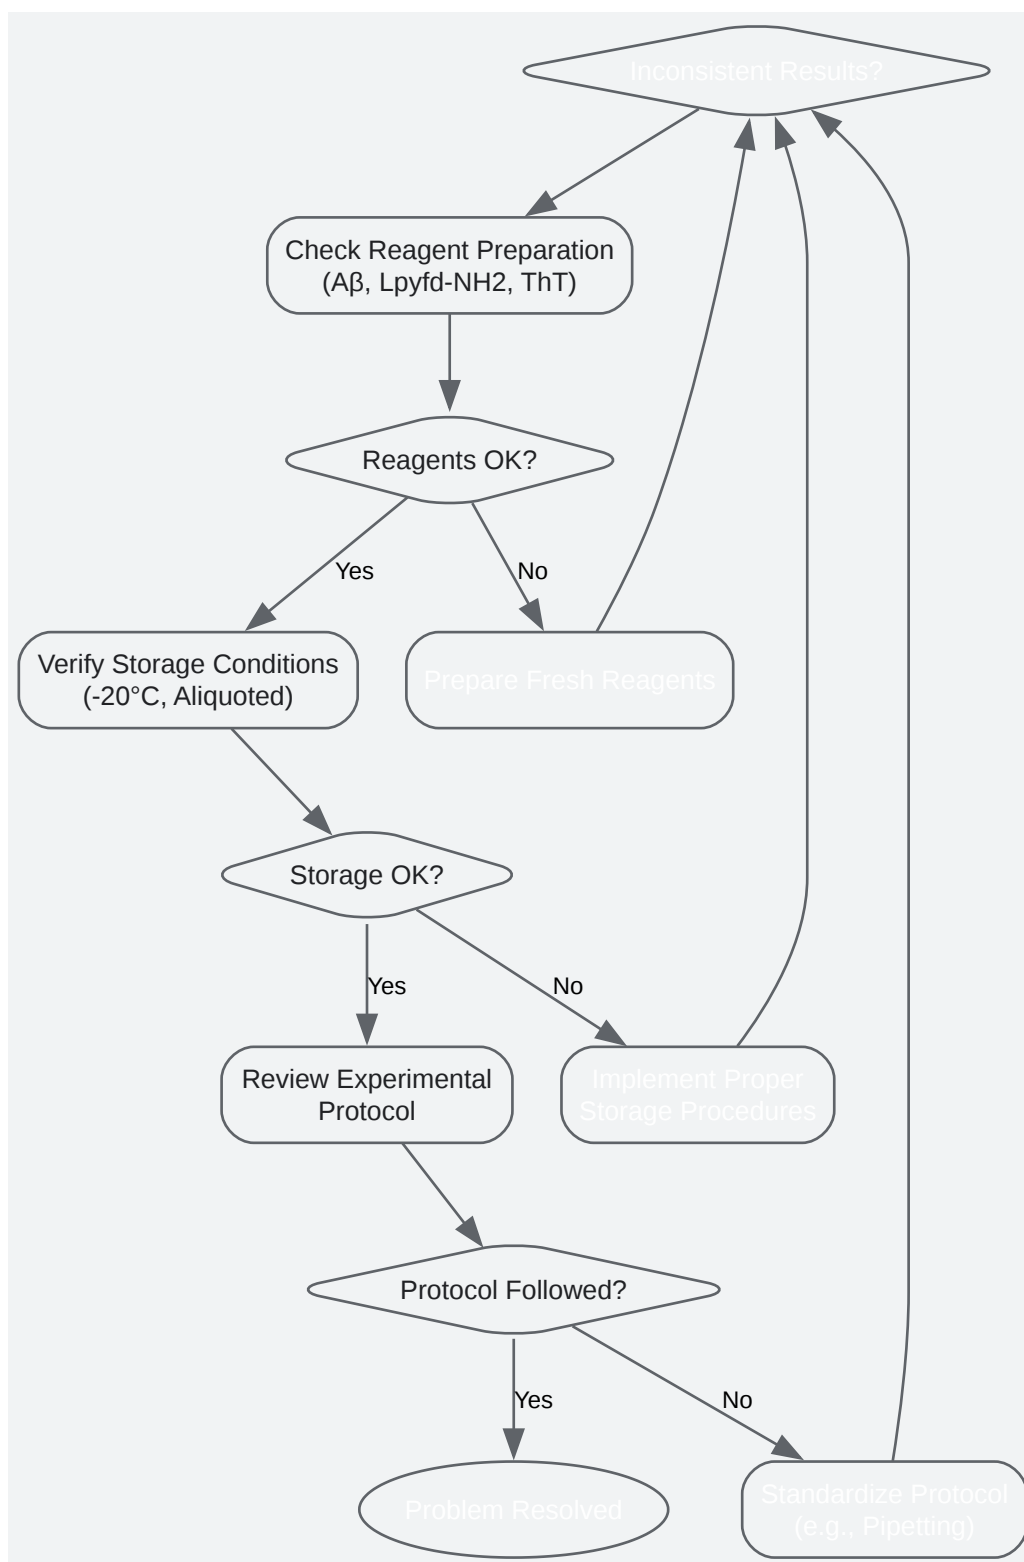 Inconsistent Results?
Check Reagent Preparation
(Aβ, Lpyfd-NH2, ThT)
Reagents OK?
Yes
No
Verify Storage Conditions
(-20°C, Aliquoted)
Prepare Fresh Reagents
Storage OK?
Yes
No
Review Experimental
Protocol
Implement Proper
Storage Procedures
Protocol Followed?
Yes
No
Problem Resolved
Standardize Protocol
(e.g., Pipetting)